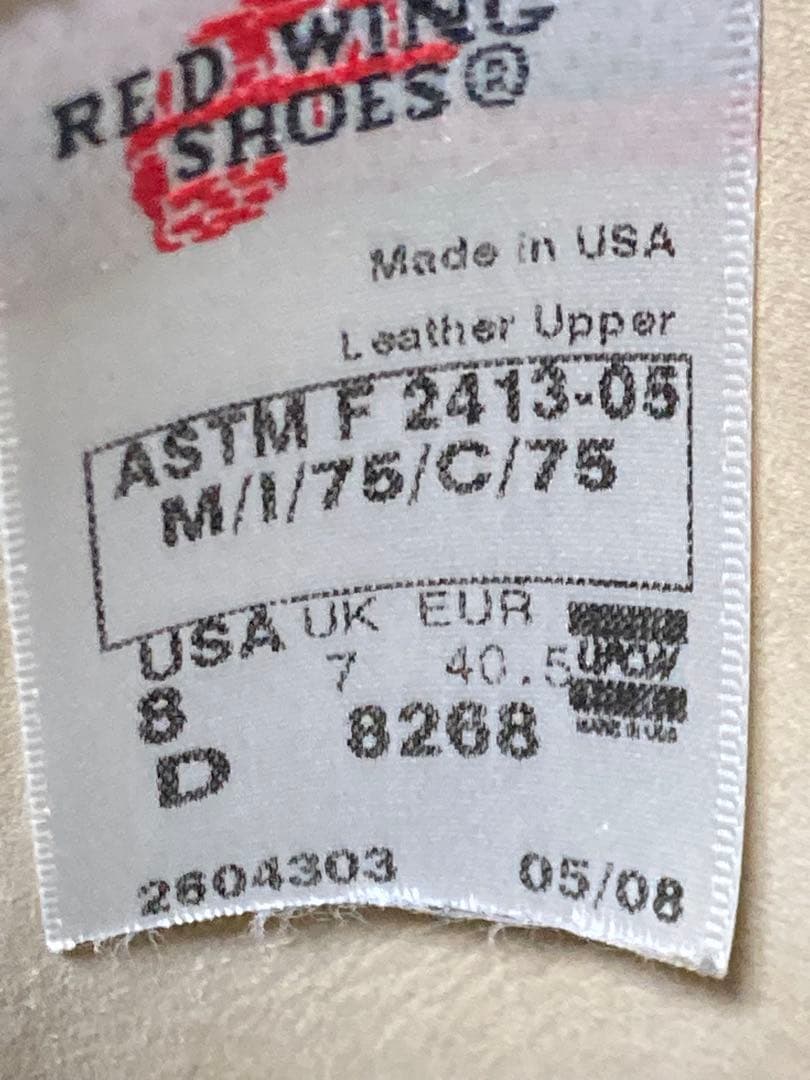 RED WING
SHOES®
Made in USA
Leather Upper
ASTM F 2413-05
M/I/75/C/75
USA UK EUR
8 7 40.5
D 8268
2604303 05/08